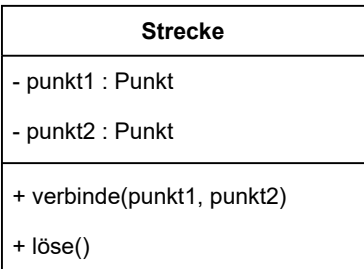 Strecke
- punkt1 : Punkt
- punkt2 : Punkt
+ verbinde(punkt1, punkt2)
+ löse()